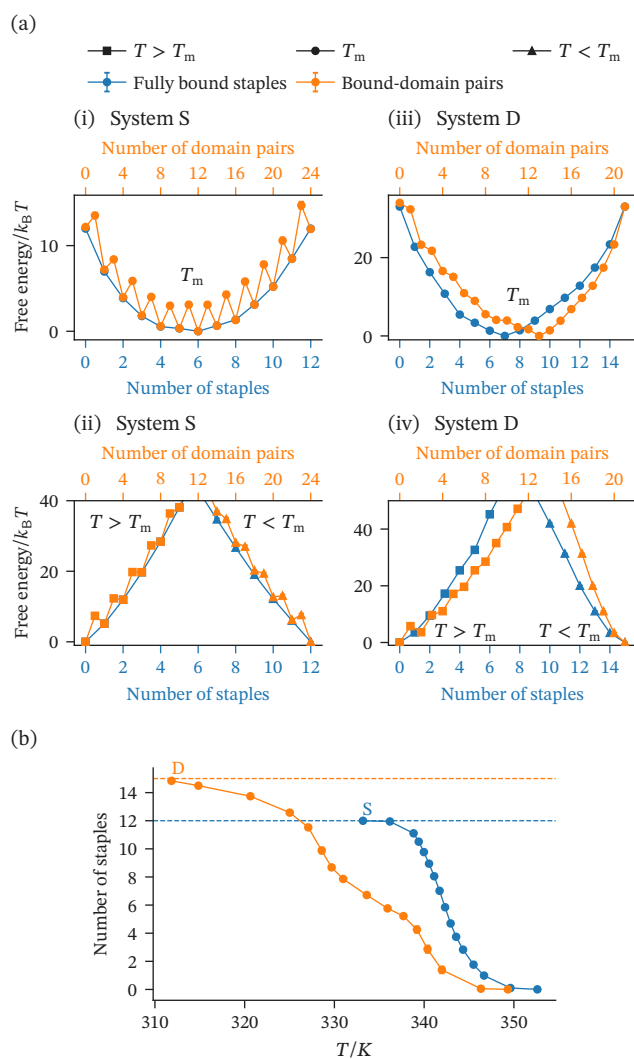 (a)
T > Tm Tm T < Tm
Fully bound staples Bound-domain pairs
(i) System S
Number of domain pairs
0 4 8 12 16 20 24
Free energy/kBT
10
0
Tm
0 2 4 6 8 10 12
Number of staples
(iii) System D
Number of domain pairs
0 4 8 12 16 20
20
0
Tm
0 2 4 6 8 10 12 14
Number of staples
(ii) System S
Number of domain pairs
0 4 8 12 16 20 24
Free energy/kBT
40
20
0
T > Tm T < Tm
0 2 4 6 8 10 12
Number of staples
(iv) System D
Number of domain pairs
0 4 8 12 16 20
40
20
0
T > Tm T < Tm
0 2 4 6 8 10 12 14
Number of staples
(b)
Number of staples
14
12
10
8
6
4
2
0
D
S
310 320 330 340 350
T/K